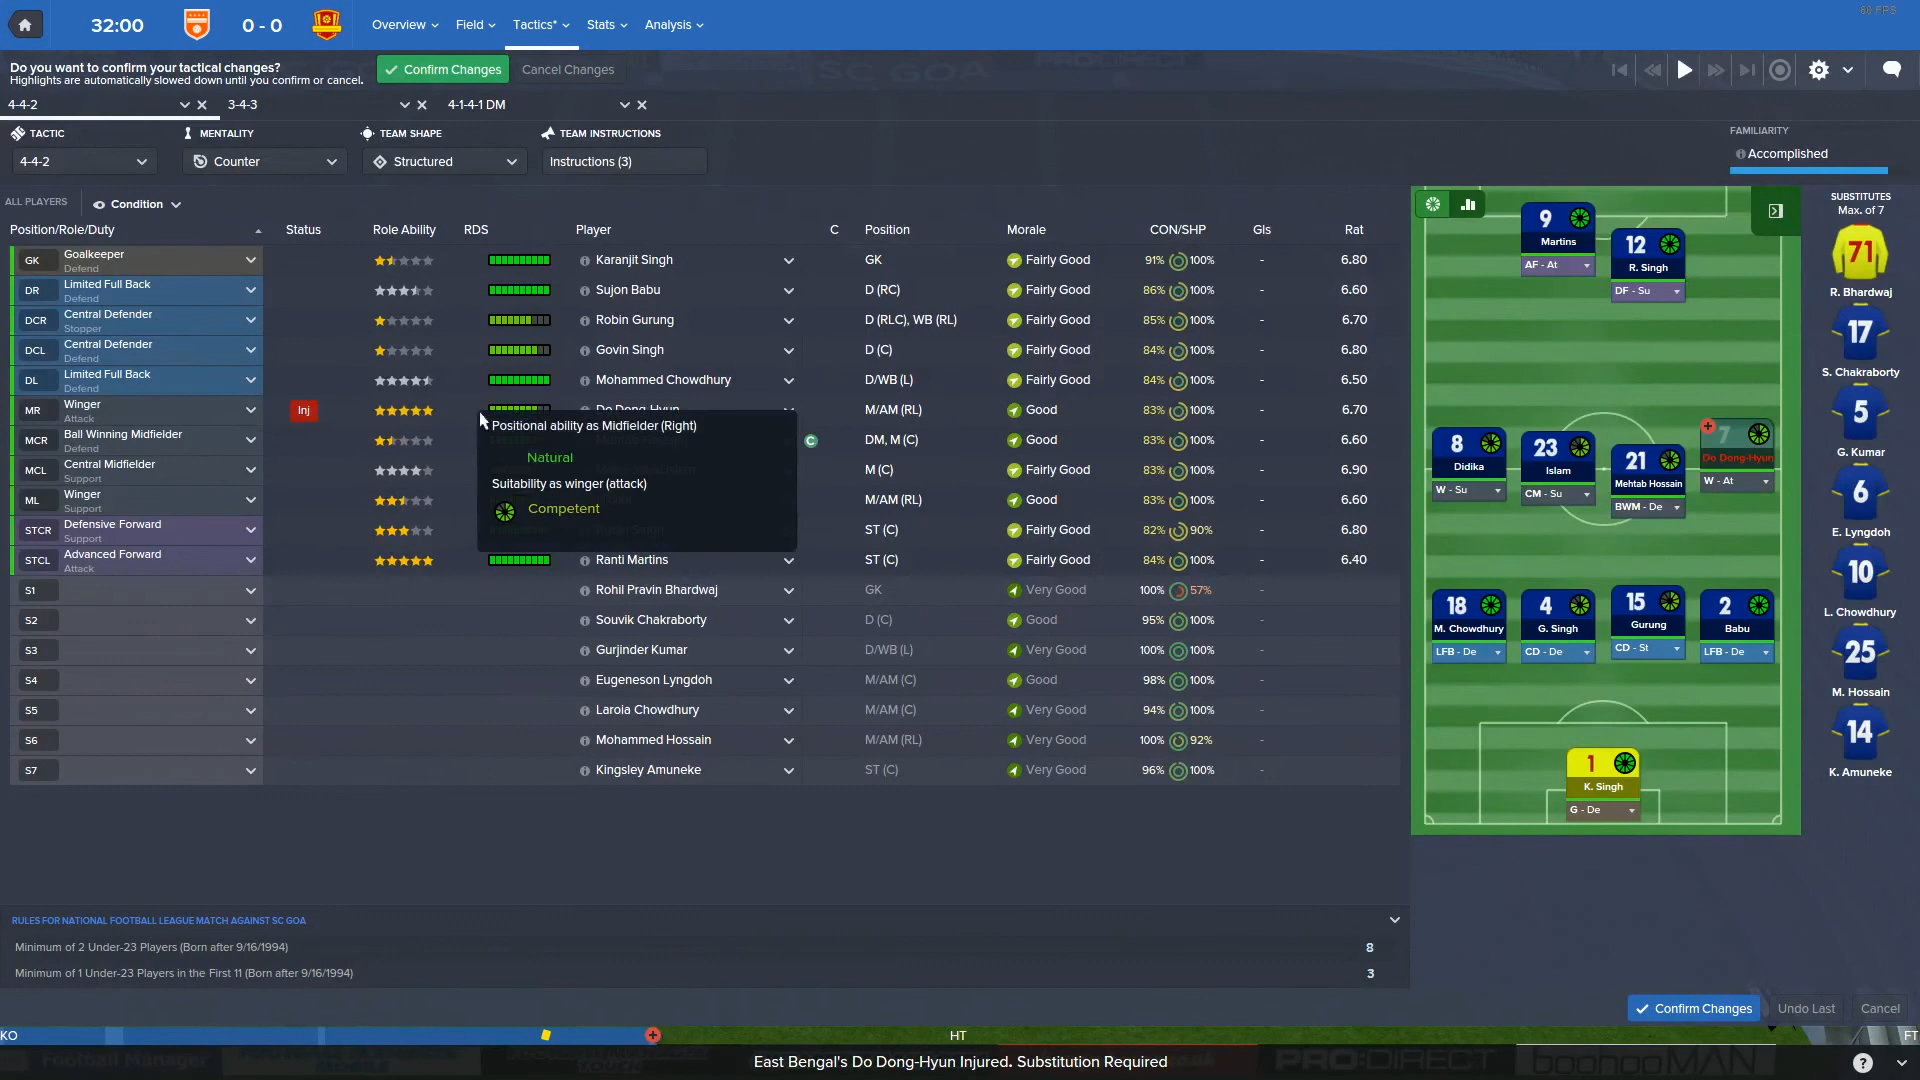 60 FPS
32:00 0 - 0 Overview Field Tactics* Stats Analysis
Do you want to confirm your tactical changes?
Highlights are automatically slowed down until you confirm or cancel.
Confirm Changes Cancel Changes
4-4-2 3-4-3 4-1-4-1 DM
TACTIC MENTALITY TEAM SHAPE TEAM INSTRUCTIONS
4-4-2 Counter Structured Instructions (3)
FAMILIARITY
Accomplished
ALL PLAYERS Condition
Position/Role/Duty Status Role Ability RDS Player C Position Morale CON/SHP Gls Rat
GK Goalkeeper Defend Karanjit Singh GK Fairly Good 91% 100% - 6.80
DR Limited Full Back Defend Sujon Babu D (RC) Fairly Good 86% 100% - 6.60
DCR Central Defender Stopper Robin Gurung D (RLC), WB (RL) Fairly Good 85% 100% - 6.70
DCL Central Defender Defend Govin Singh D (C) Fairly Good 84% 100% - 6.80
DL Limited Full Back Defend Mohammed Chowdhury D/WB (L) Fairly Good 84% 100% - 6.50
MR Winger Attack Inj Do Dong-Hyun M/AM (RL) Good 83% 100% - 6.70
MCR Ball Winning Midfielder Defend C DM, M (C) Good 83% 100% - 6.60
MCL Central Midfielder Support M (C) Fairly Good 83% 100% - 6.90
ML Winger Support M/AM (RL) Good 83% 100% - 6.60
STCR Defensive Forward Support ST (C) Fairly Good 82% 90% - 6.80
STCL Advanced Forward Attack Ranti Martins ST (C) Fairly Good 84% 100% - 6.40
S1 Rohil Pravin Bhardwaj GK Very Good 100% 57% -
S2 Souvik Chakraborty D (C) Good 95% 100% -
S3 Gurjinder Kumar D/WB (L) Very Good 100% 100% -
S4 Eugeneson Lyngdoh M/AM (C) Good 98% 100% -
S5 Laroia Chowdhury M/AM (C) Very Good 94% 100% -
S6 Mohammed Hossain M/AM (RL) Very Good 100% 92% -
S7 Kingsley Amuneke ST (C) Very Good 96% 100% -
Positional ability as Midfielder (Right)
Natural
Suitability as winger (attack)
Competent
9
Martins
AF - At
12
R. Singh
DF - Su
8
Didika
W - Su
23
Islam
CM - Su
21
Mehtab Hossain
BWM - De
7
Do Dong-Hyun
W - At
18
M. Chowdhury
LFB - De
4
G. Singh
CD - De
15
Gurung
CD - St
2
Babu
LFB - De
1
K. Singh
G - De
SUBSTITUTES
Max. of 7
71
R. Bhardwaj
17
S. Chakraborty
5
G. Kumar
6
E. Lyngdoh
10
L. Chowdhury
25
M. Hossain
14
K. Amuneke
RULES FOR NATIONAL FOOTBALL LEAGUE MATCH AGAINST SC GOA
Minimum of 2 Under-23 Players (Born after 9/16/1994) 8
Minimum of 1 Under-23 Players in the First 11 (Born after 9/16/1994) 3
Confirm Changes Undo Last Cancel
KO HT FT
East Bengal's Do Dong-Hyun Injured. Substitution Required
Football Manager PRO:DIRECT boohooMAN